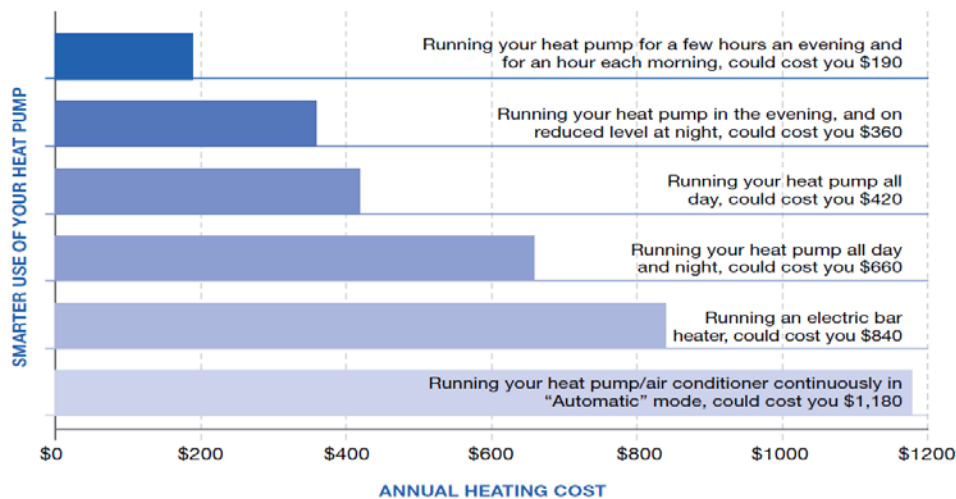 SMARTER USE OF YOUR HEAT PUMP
Running your heat pump for a few hours an evening and
for an hour each morning, could cost you $190
Running your heat pump in the evening, and on
reduced level at night, could cost you $360
Running your heat pump all
day, could cost you $420
Running your heat pump all day
and night, could cost you $660
Running an electric bar
heater, could cost you $840
Running your heat pump/air conditioner continuously in
“Automatic” mode, could cost you $1,180
$0 $200 $400 $600 $800 $1000 $1200
ANNUAL HEATING COST